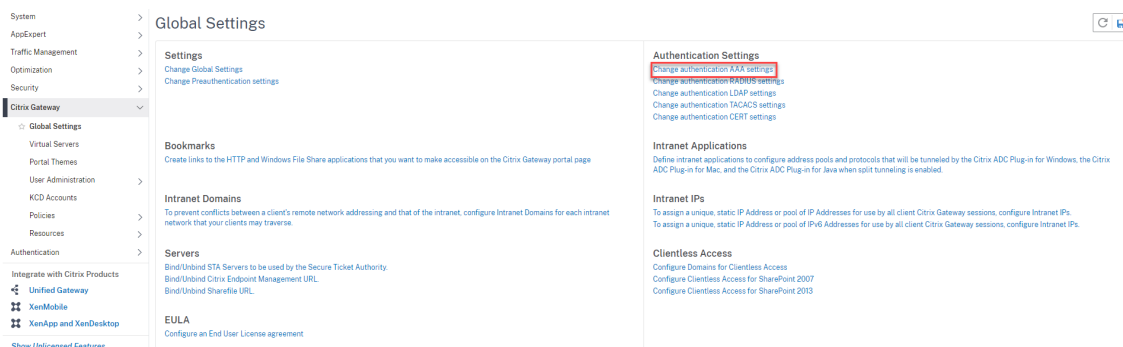 System
AppExpert
Traffic Management
Optimization
Security
Citrix Gateway
Global Settings
Virtual Servers
Portal Themes
User Administration
KCD Accounts
Policies
Resources
Authentication
Integrate with Citrix Products
Unified Gateway
XenMobile
XenApp and XenDesktop
Show Unlicensed Features
Global Settings
Settings
Change Global Settings
Change Preauthentication settings
Authentication Settings
Change authentication AAA settings
Change authentication RADIUS settings
Change authentication LDAP settings
Change authentication TACACS settings
Change authentication CERT settings
Bookmarks
Create links to the HTTP and Windows File Share applications that you want to make accessible on the Citrix Gateway portal page
Intranet Applications
Define intranet applications to configure address pools and protocols that will be tunneled by the Citrix ADC Plug-in for Windows, the Citrix
ADC Plug-in for Mac, and the Citrix ADC Plug-in for Java when split tunneling is enabled.
Intranet Domains
To prevent conflicts between a client's remote network addressing and that of the intranet, configure Intranet Domains for each intranet
network that your clients may traverse.
Intranet IPs
To assign a unique, static IP Address or pool of IP Addresses for use by all client Citrix Gateway sessions, configure Intranet IPs.
To assign a unique, static IP Address or pool of IPv6 Addresses for use by all client Citrix Gateway sessions, configure Intranet IPs.
Servers
Bind/Unbind STA Servers to be used by the Secure Ticket Authority.
Bind/Unbind Citrix Endpoint Management URL.
Bind/Unbind Sharefile URL.
Clientless Access
Configure Domains for Clientless Access
Configure Clientless Access for SharePoint 2007
Configure Clientless Access for SharePoint 2013
EULA
Configure an End User License agreement